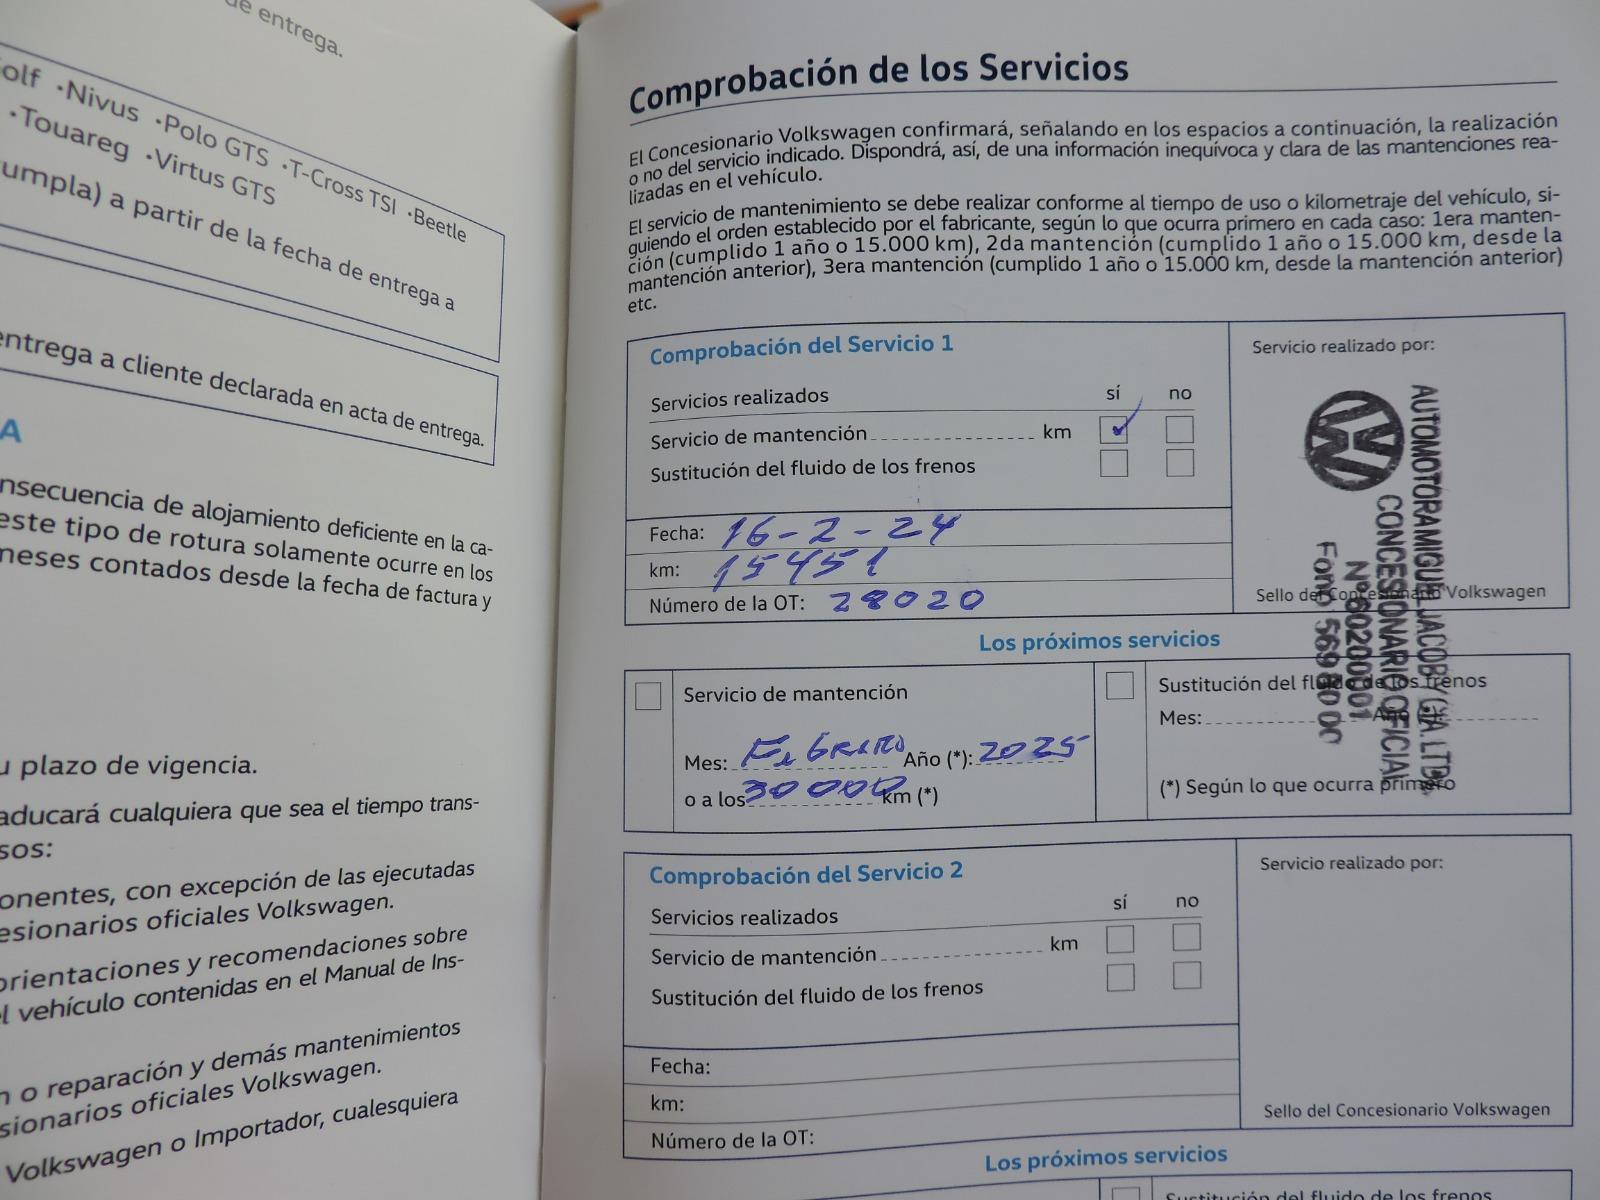 de entrega.
Golf •Nivus •Polo GTS •T-Cross TSI •Beetle
•Touareg •Virtus GTS
umpla) a partir de la fecha de entrega a
entrega a cliente declarada en acta de entrega.
A
nsecuencia de alojamiento deficiente en la ca-
este tipo de rotura solamente ocurre en los
meses contados desde la fecha de factura y
u plazo de vigencia.
aducará cualquiera que sea el tiempo trans-
sos:
onentes, con excepción de las ejecutadas
esionarios oficiales Volkswagen.
orientaciones y recomendaciones sobre
el vehículo contenidas en el Manual de Ins-
n o reparación y demás mantenimientos
sionarios oficiales Volkswagen.
Volkswagen o Importador, cualesquiera
Comprobación de los Servicios
El Concesionario Volkswagen confirmará, señalando en los espacios a continuación, la realización
o no del servicio indicado. Dispondrá, así, de una información inequívoca y clara de las mantenciones rea-
lizadas en el vehículo.
El servicio de mantenimiento se debe realizar conforme al tiempo de uso o kilometraje del vehículo, si-
guiendo el orden establecido por el fabricante, según lo que ocurra primero en cada caso: 1era manten-
ción (cumplido 1 año o 15.000 km), 2da mantención (cumplido 1 año o 15.000 km, desde la
mantención anterior), 3era mantención (cumplido 1 año o 15.000 km, desde la mantención anterior)
etc.
Comprobación del Servicio 1
Servicio realizado por:
Servicios realizados sí no
Servicio de mantención km
Sustitución del fluido de los frenos
Fecha: 16-2-24
km: 15451
Número de la OT: 28020
AUTOMOTORA MIGUEL JACOB Y CIA. LTDA.
CONCESIONARIO OFICIAL
Nº 60200001
Fono
Sello del Concesionario Volkswagen
Los próximos servicios
Servicio de mantención
Mes: Febrero Año (*): 2025
o a los 30000 km (*)
Sustitución del fluido de los frenos
Mes: Año (*):
(*) Según lo que ocurra primero
Comprobación del Servicio 2
Servicio realizado por:
Servicios realizados sí no
Servicio de mantención km
Sustitución del fluido de los frenos
Fecha:
km:
Número de la OT:
Sello del Concesionario Volkswagen
Los próximos servicios
Sustitución del fluido de los frenos